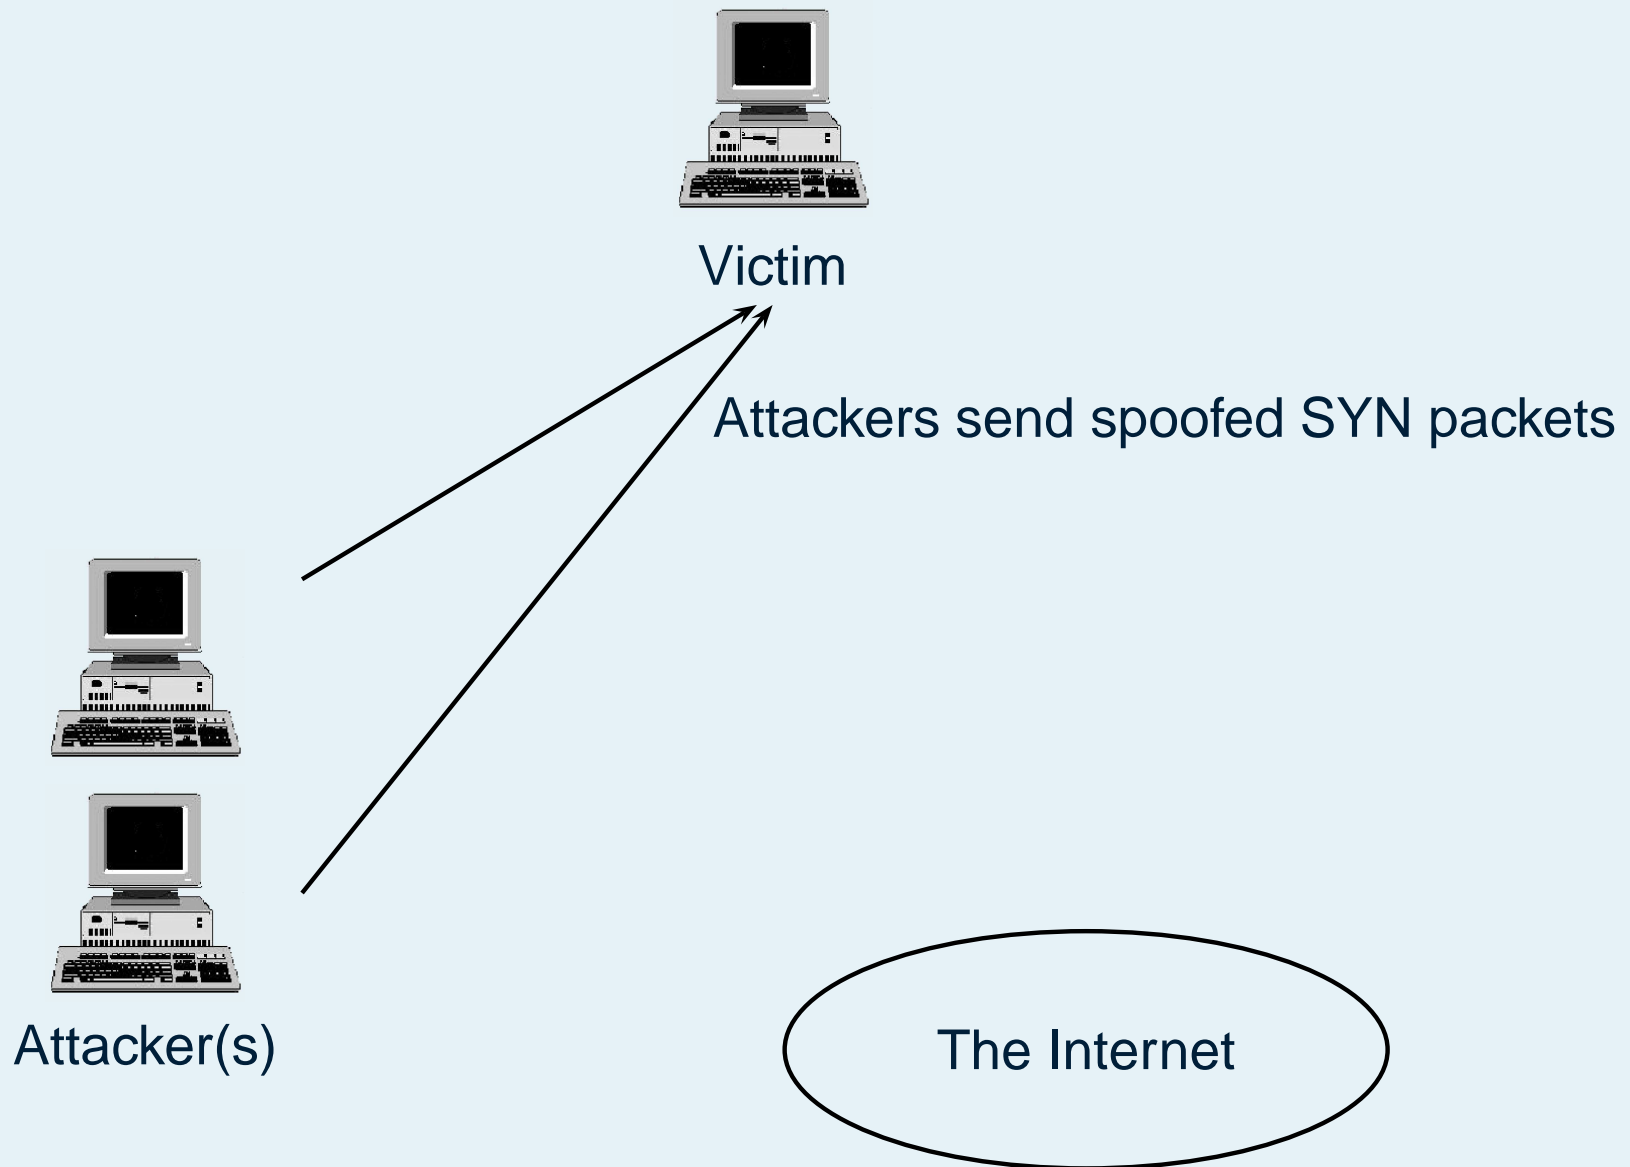 Victim
Attackers send spoofed SYN packets
Attacker(s)
The Internet